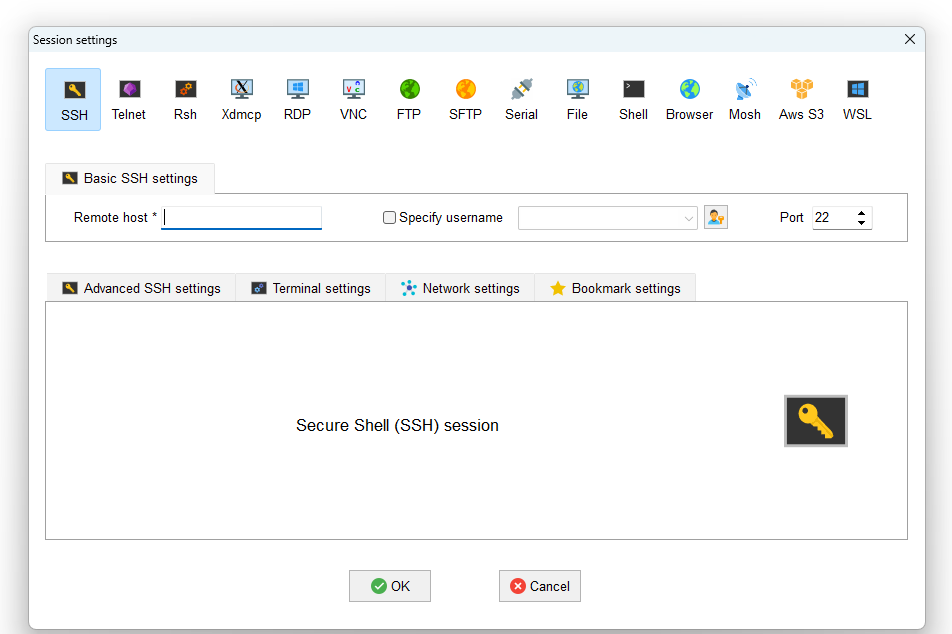 Session settings
SSH Telnet Rsh Xdmcp RDP VNC FTP SFTP Serial File Shell Browser Mosh Aws S3 WSL
Basic SSH settings
Remote host * Specify username Port 22
Advanced SSH settings Terminal settings Network settings Bookmark settings
Secure Shell (SSH) session
OK Cancel